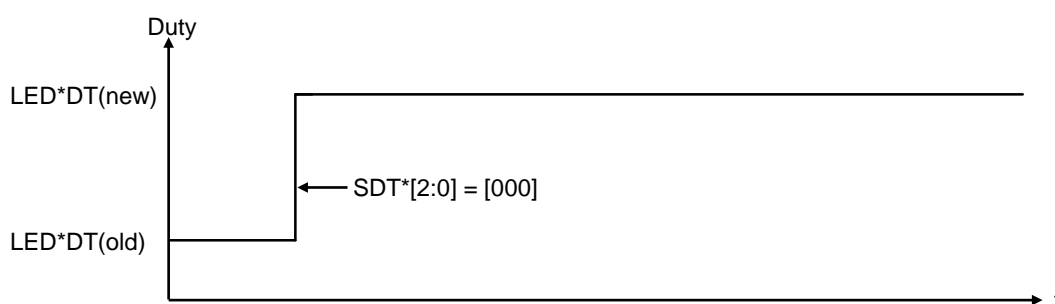 Duty
LED*DT(new)
SDT*[2:0] = [000]
LED*DT(old)